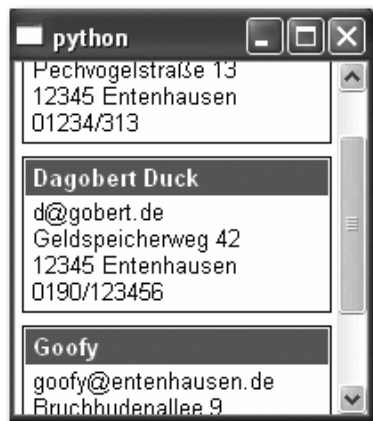 python
Pechvogelstraße 13
12345 Entenhausen
01234/313
Dagobert Duck
d@gobert.de
Geldspeicherweg 42
12345 Entenhausen
0190/123456
Goofy
goofy@entenhausen.de
Bruchbudenallee 9